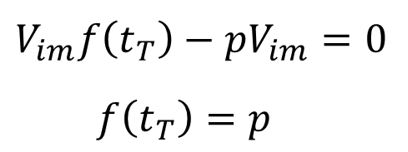 V_{im}f(t_T) − pV_{im} = 0
f(t_T) = p